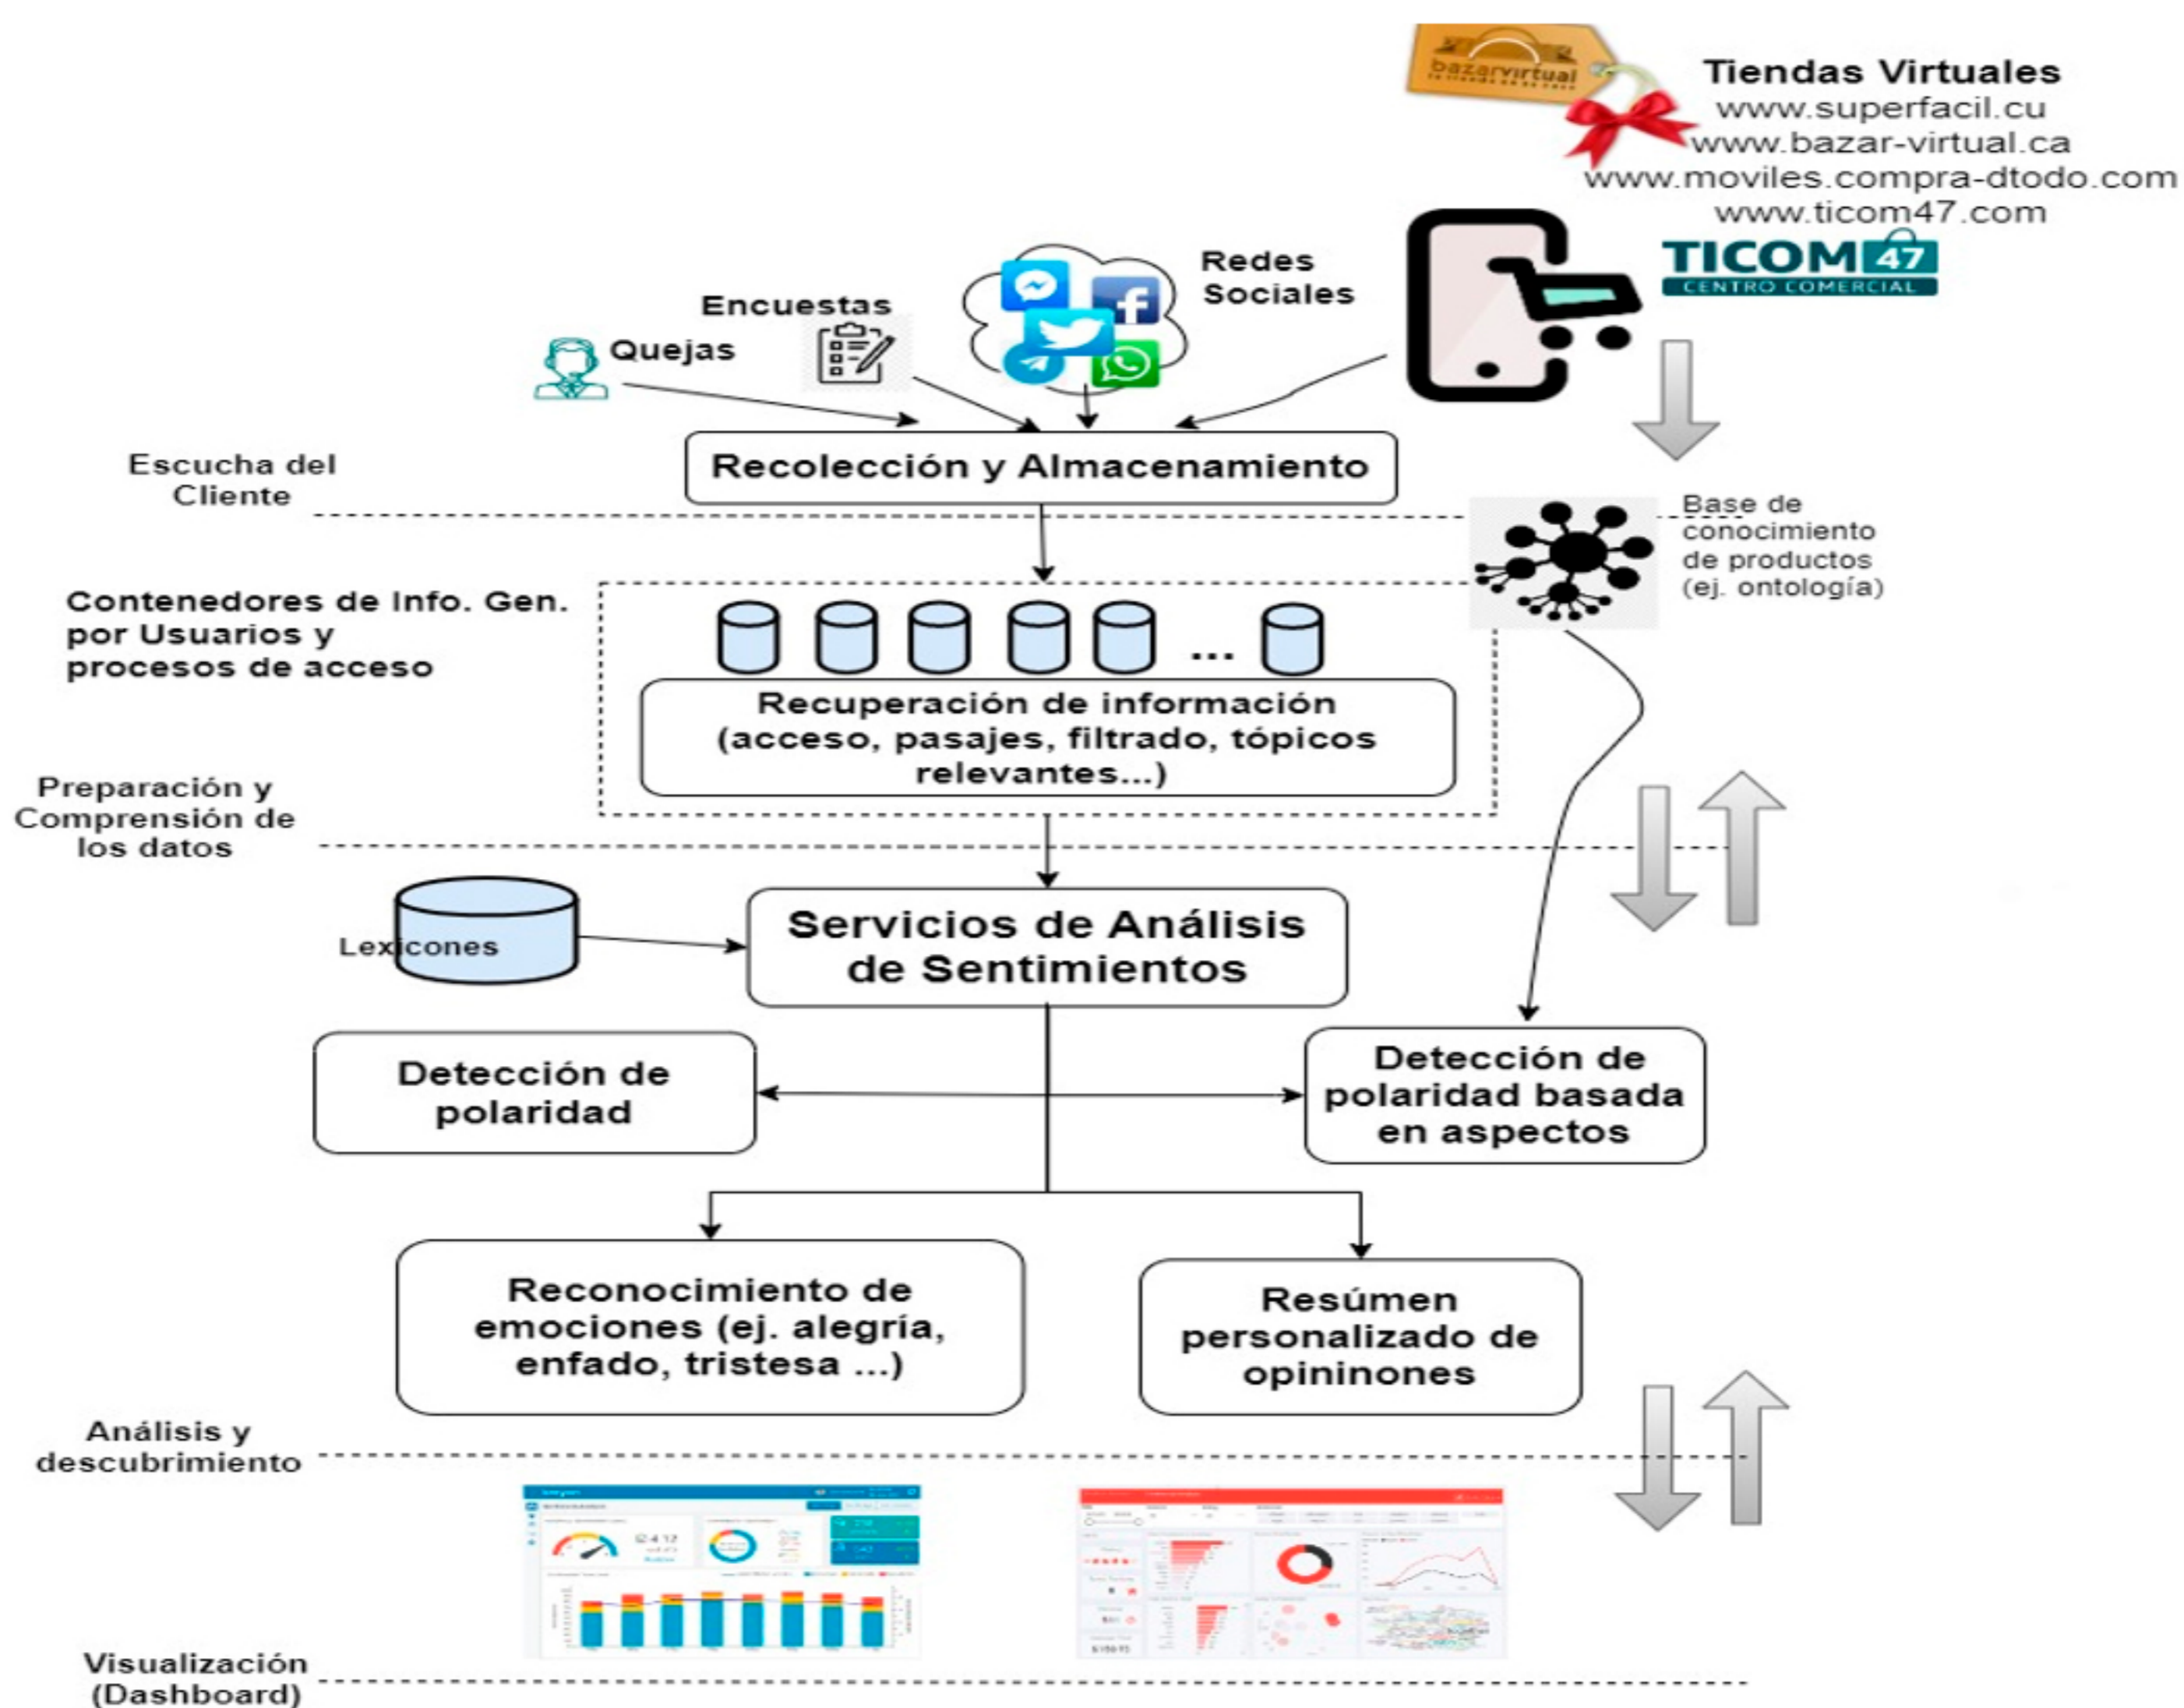 bazarvirtual
Tiendas Virtuales
www.superfacil.cu
www.bazar-virtual.ca
www.moviles.compra-dtodo.com
www.ticom47.com
TICOM 47
CENTRO COMERCIAL
Redes
Sociales
Encuestas
Quejas
Recolección y Almacenamiento
Escucha del
Cliente
Base de
conocimiento
de productos
(ej. ontología)
Contenedores de Info. Gen.
por Usuarios y
procesos de acceso
...
Recuperación de información
(acceso, pasajes, filtrado, tópicos
relevantes...)
Preparación y
Comprensión de
los datos
Lexicones
Servicios de Análisis
de Sentimientos
Detección de
polaridad
Detección de
polaridad basada
en aspectos
Reconocimiento de
emociones (ej. alegría,
enfado, tristesa ...)
Resúmen
personalizado de
opininones
Análisis y
descubrimiento
Visualización
(Dashboard)